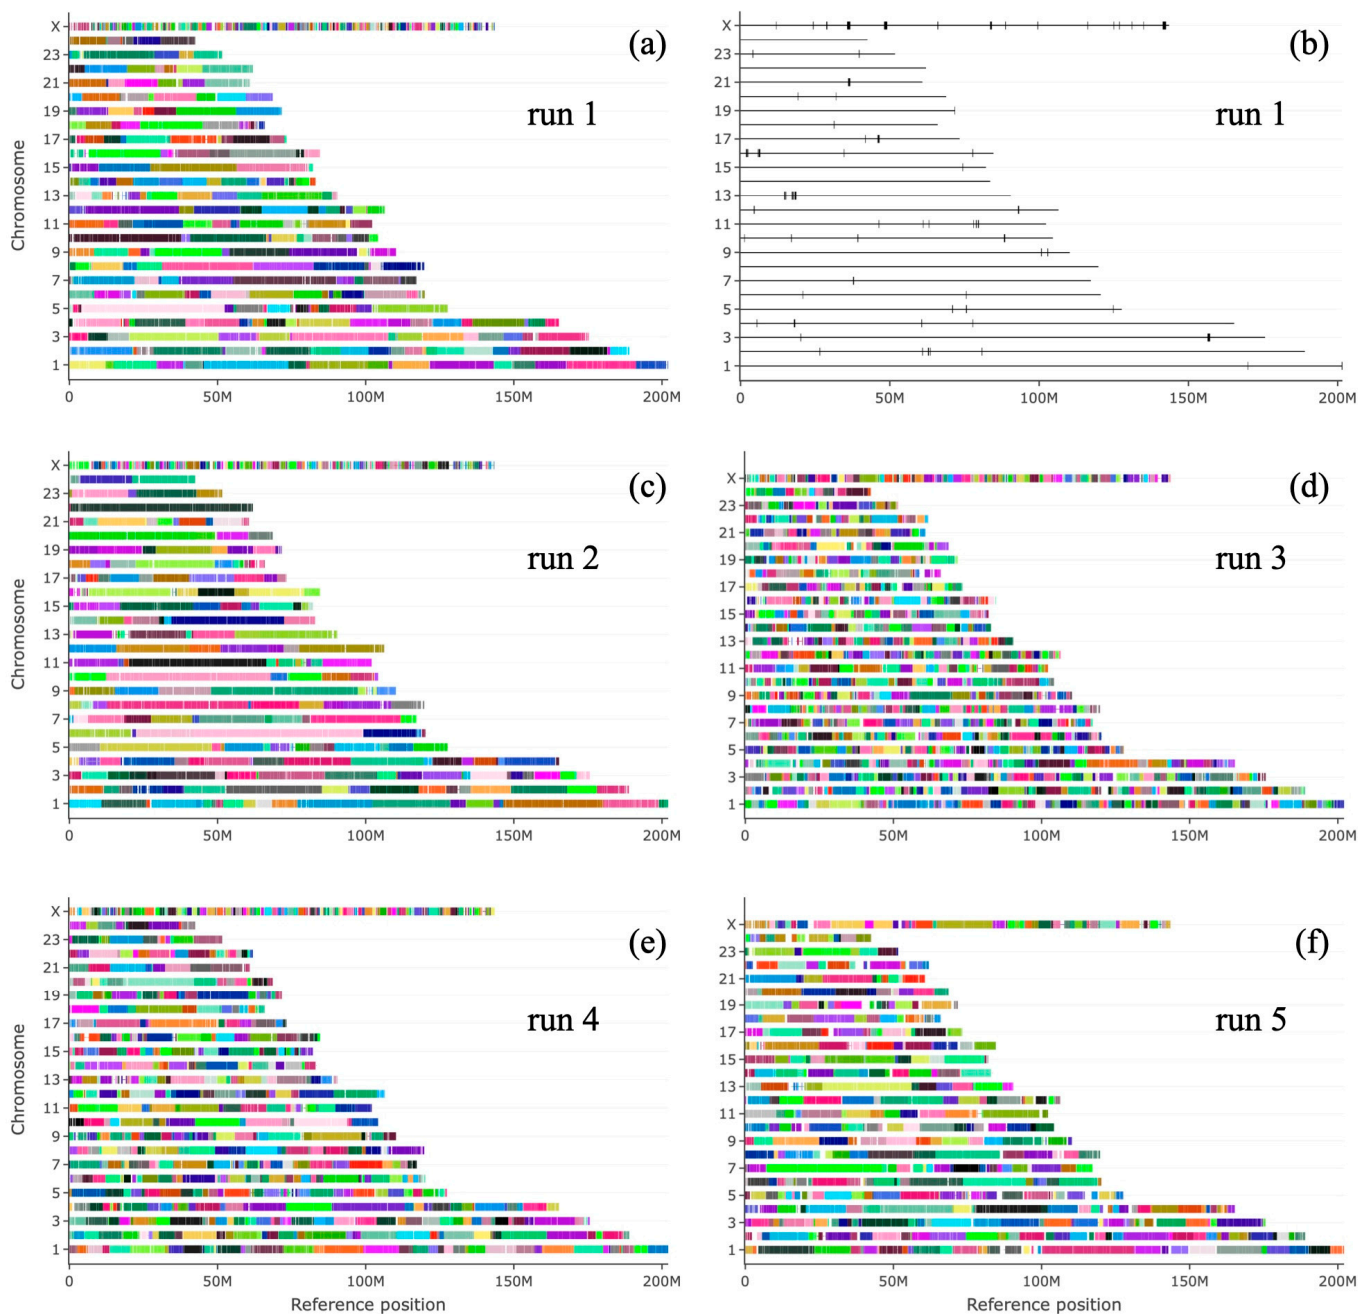 (a)
run 1
Chromosome
X
23
21
19
17
15
13
11
9
7
5
3
1
0 50M 100M 150M 200M
(b)
run 1
X
23
21
19
17
15
13
11
9
7
5
3
1
0 50M 100M 150M 200M
(c)
run 2
Chromosome
X
23
21
19
17
15
13
11
9
7
5
3
1
0 50M 100M 150M 200M
(d)
run 3
X
23
21
19
17
15
13
11
9
7
5
3
1
0 50M 100M 150M 200M
(e)
run 4
Chromosome
X
23
21
19
17
15
13
11
9
7
5
3
1
0 50M 100M 150M 200M
Reference position
(f)
run 5
X
23
21
19
17
15
13
11
9
7
5
3
1
0 50M 100M 150M 200M
Reference position